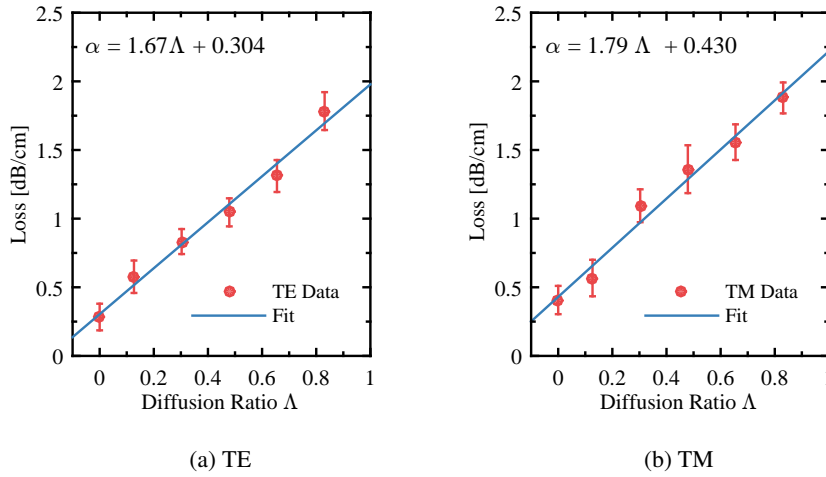 2.5
α = 1.67Λ + 0.304
2
1.5
1
0.5
0
Loss [dB/cm]
TE Data
Fit
0 0.2 0.4 0.6 0.8 1
Diffusion Ratio Λ
(a) TE
2.5
α = 1.79 Λ + 0.430
2
1.5
1
0.5
0
Loss [dB/cm]
TM Data
Fit
0 0.2 0.4 0.6 0.8
Diffusion Ratio Λ
(b) TM